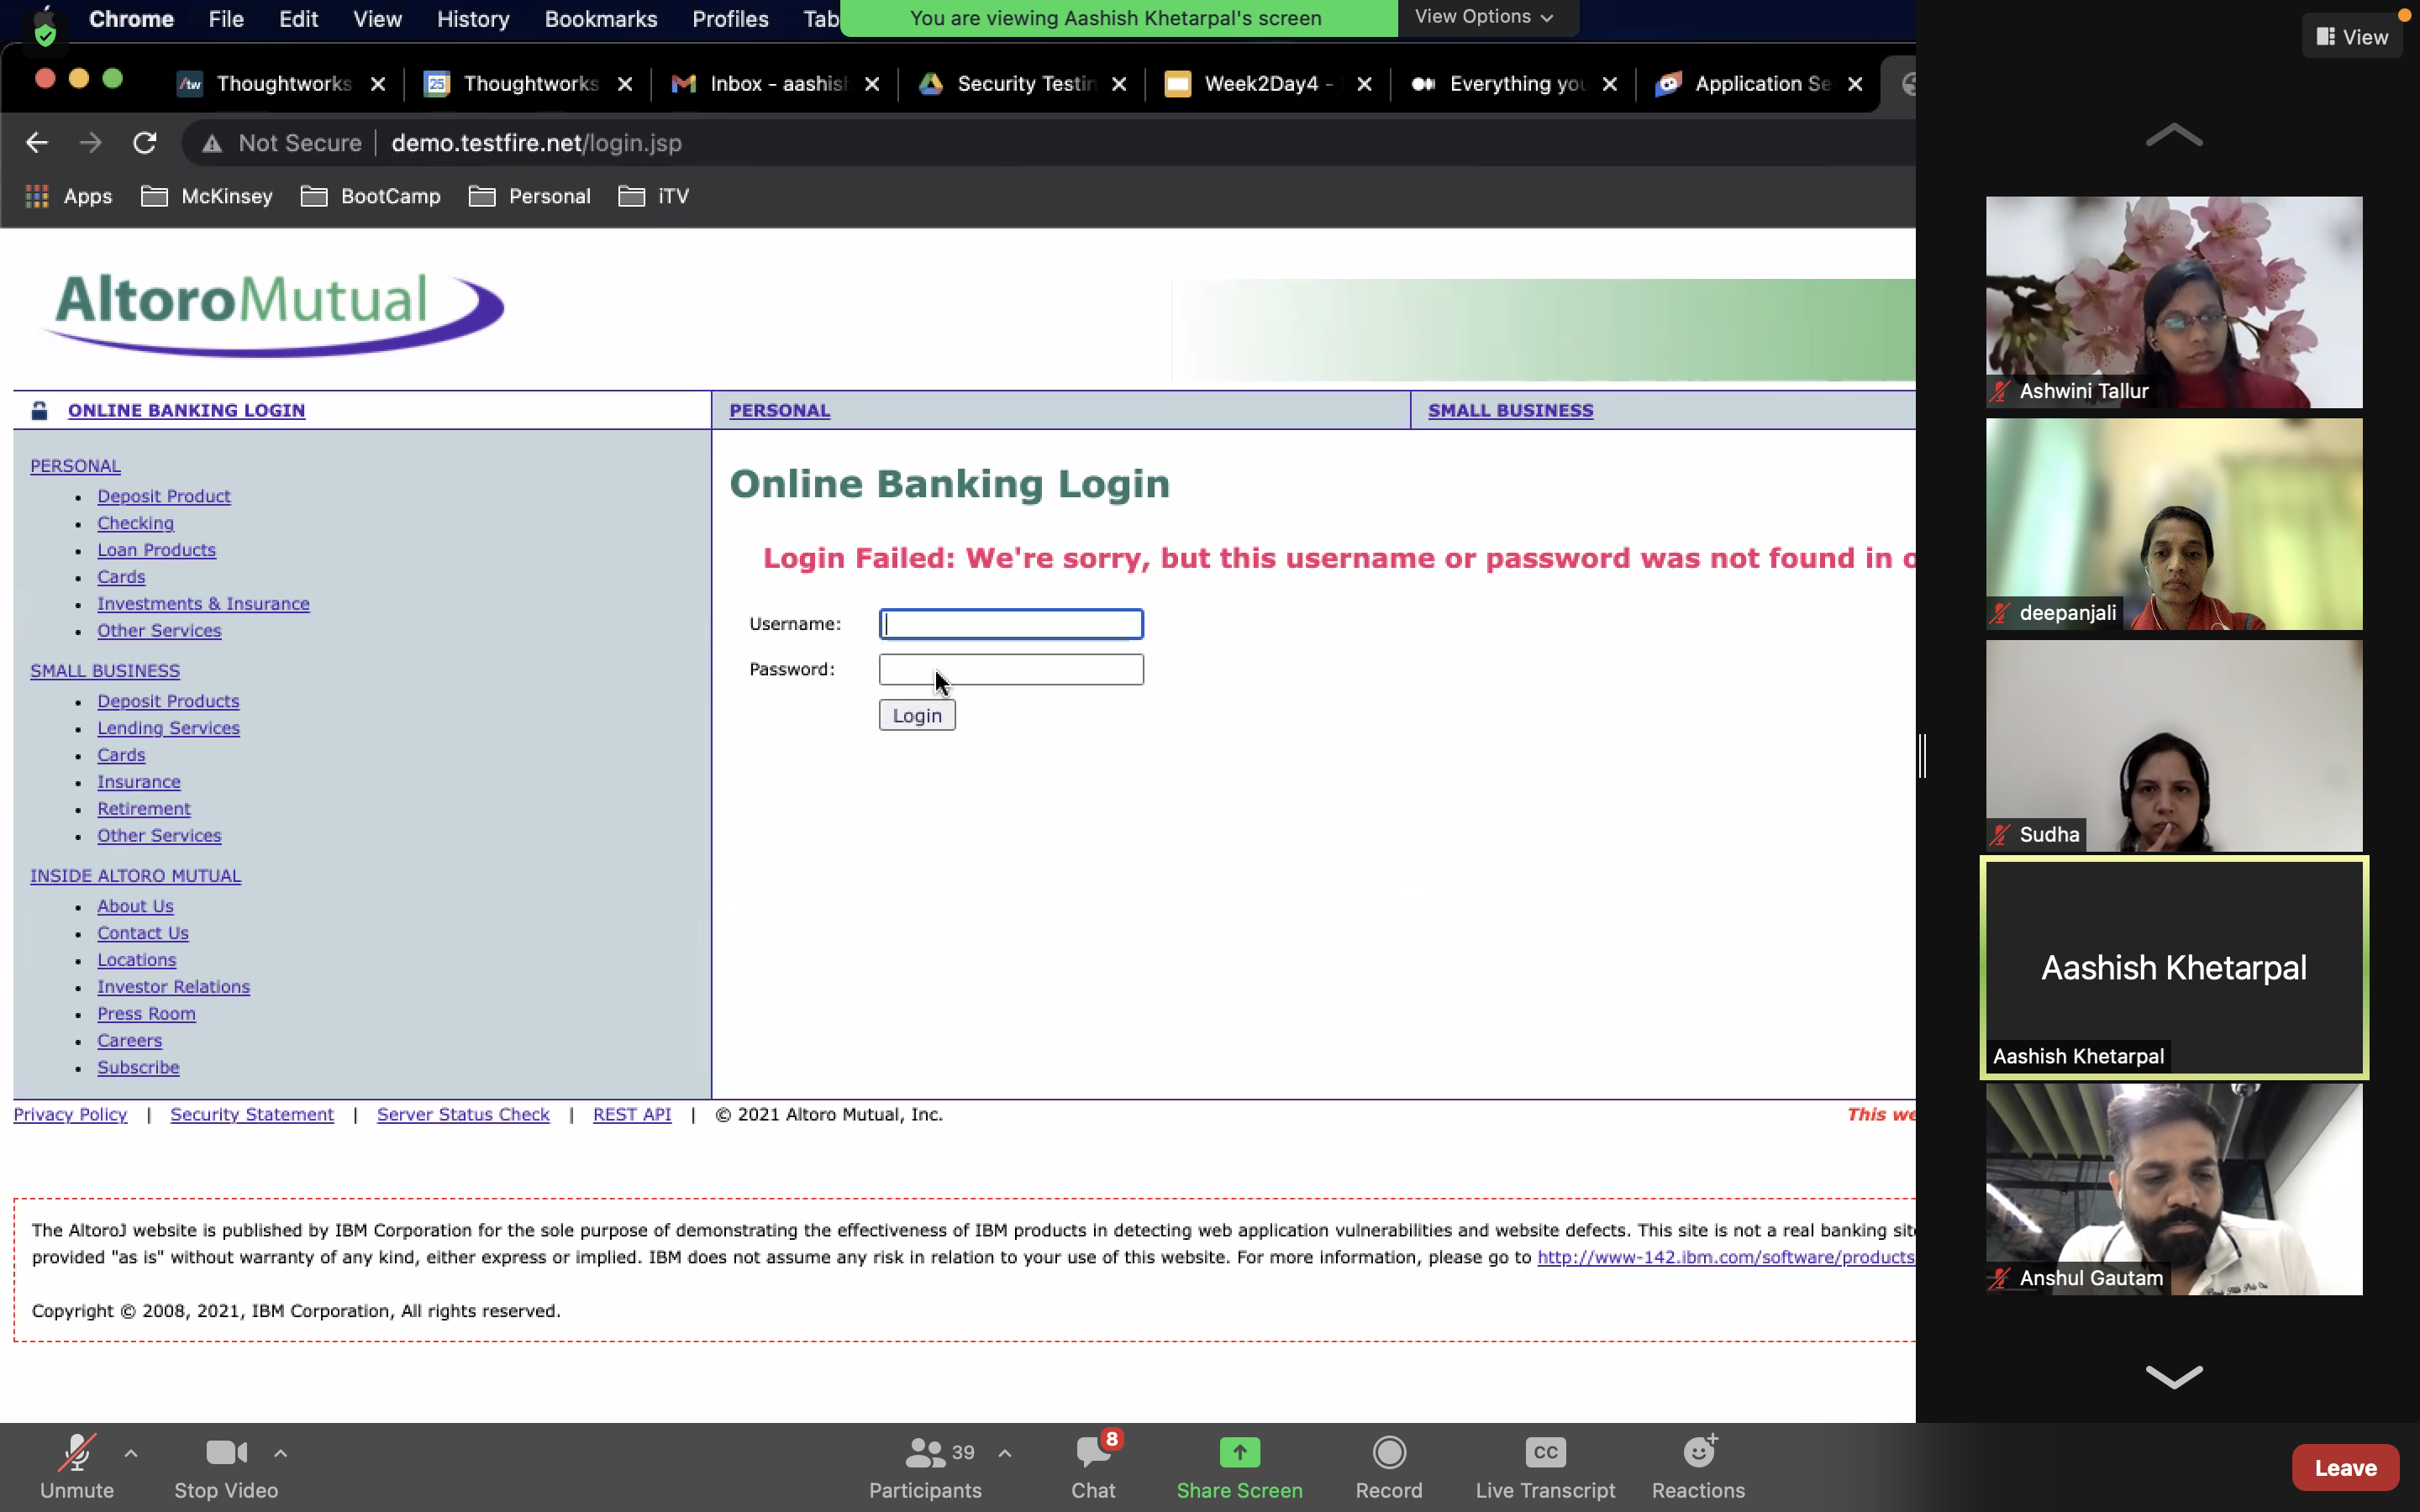 Chrome File Edit View History Bookmarks Profiles Tab
You are viewing Aashish Khetarpal's screen View Options
View
Thoughtworks Thoughtworks Inbox - aashish Security Testin Week2Day4 - Everything you Application Se
Not Secure demo.testfire.net/login.jsp
Apps McKinsey BootCamp Personal iTV
AltoroMutual
ONLINE BANKING LOGIN PERSONAL SMALL BUSINESS
PERSONAL
Deposit Product
Checking
Loan Products
Cards
Investments & Insurance
Other Services
SMALL BUSINESS
Deposit Products
Lending Services
Cards
Insurance
Retirement
Other Services
INSIDE ALTORO MUTUAL
About Us
Contact Us
Locations
Investor Relations
Press Room
Careers
Subscribe
Online Banking Login
Login Failed: We're sorry, but this username or password was not found in o
Username:
Password:
Login
Privacy Policy | Security Statement | Server Status Check | REST API | © 2021 Altoro Mutual, Inc.
This we
The AltoroJ website is published by IBM Corporation for the sole purpose of demonstrating the effectiveness of IBM products in detecting web application vulnerabilities and website defects. This site is not a real banking site
provided "as is" without warranty of any kind, either express or implied. IBM does not assume any risk in relation to your use of this website. For more information, please go to http://www-142.ibm.com/software/products
Copyright © 2008, 2021, IBM Corporation, All rights reserved.
Ashwini Tallur
deepanjali
Sudha
Aashish Khetarpal
Aashish Khetarpal
Anshul Gautam
Unmute Stop Video 39 Participants 8 Chat Share Screen Record CC Live Transcript Reactions Leave